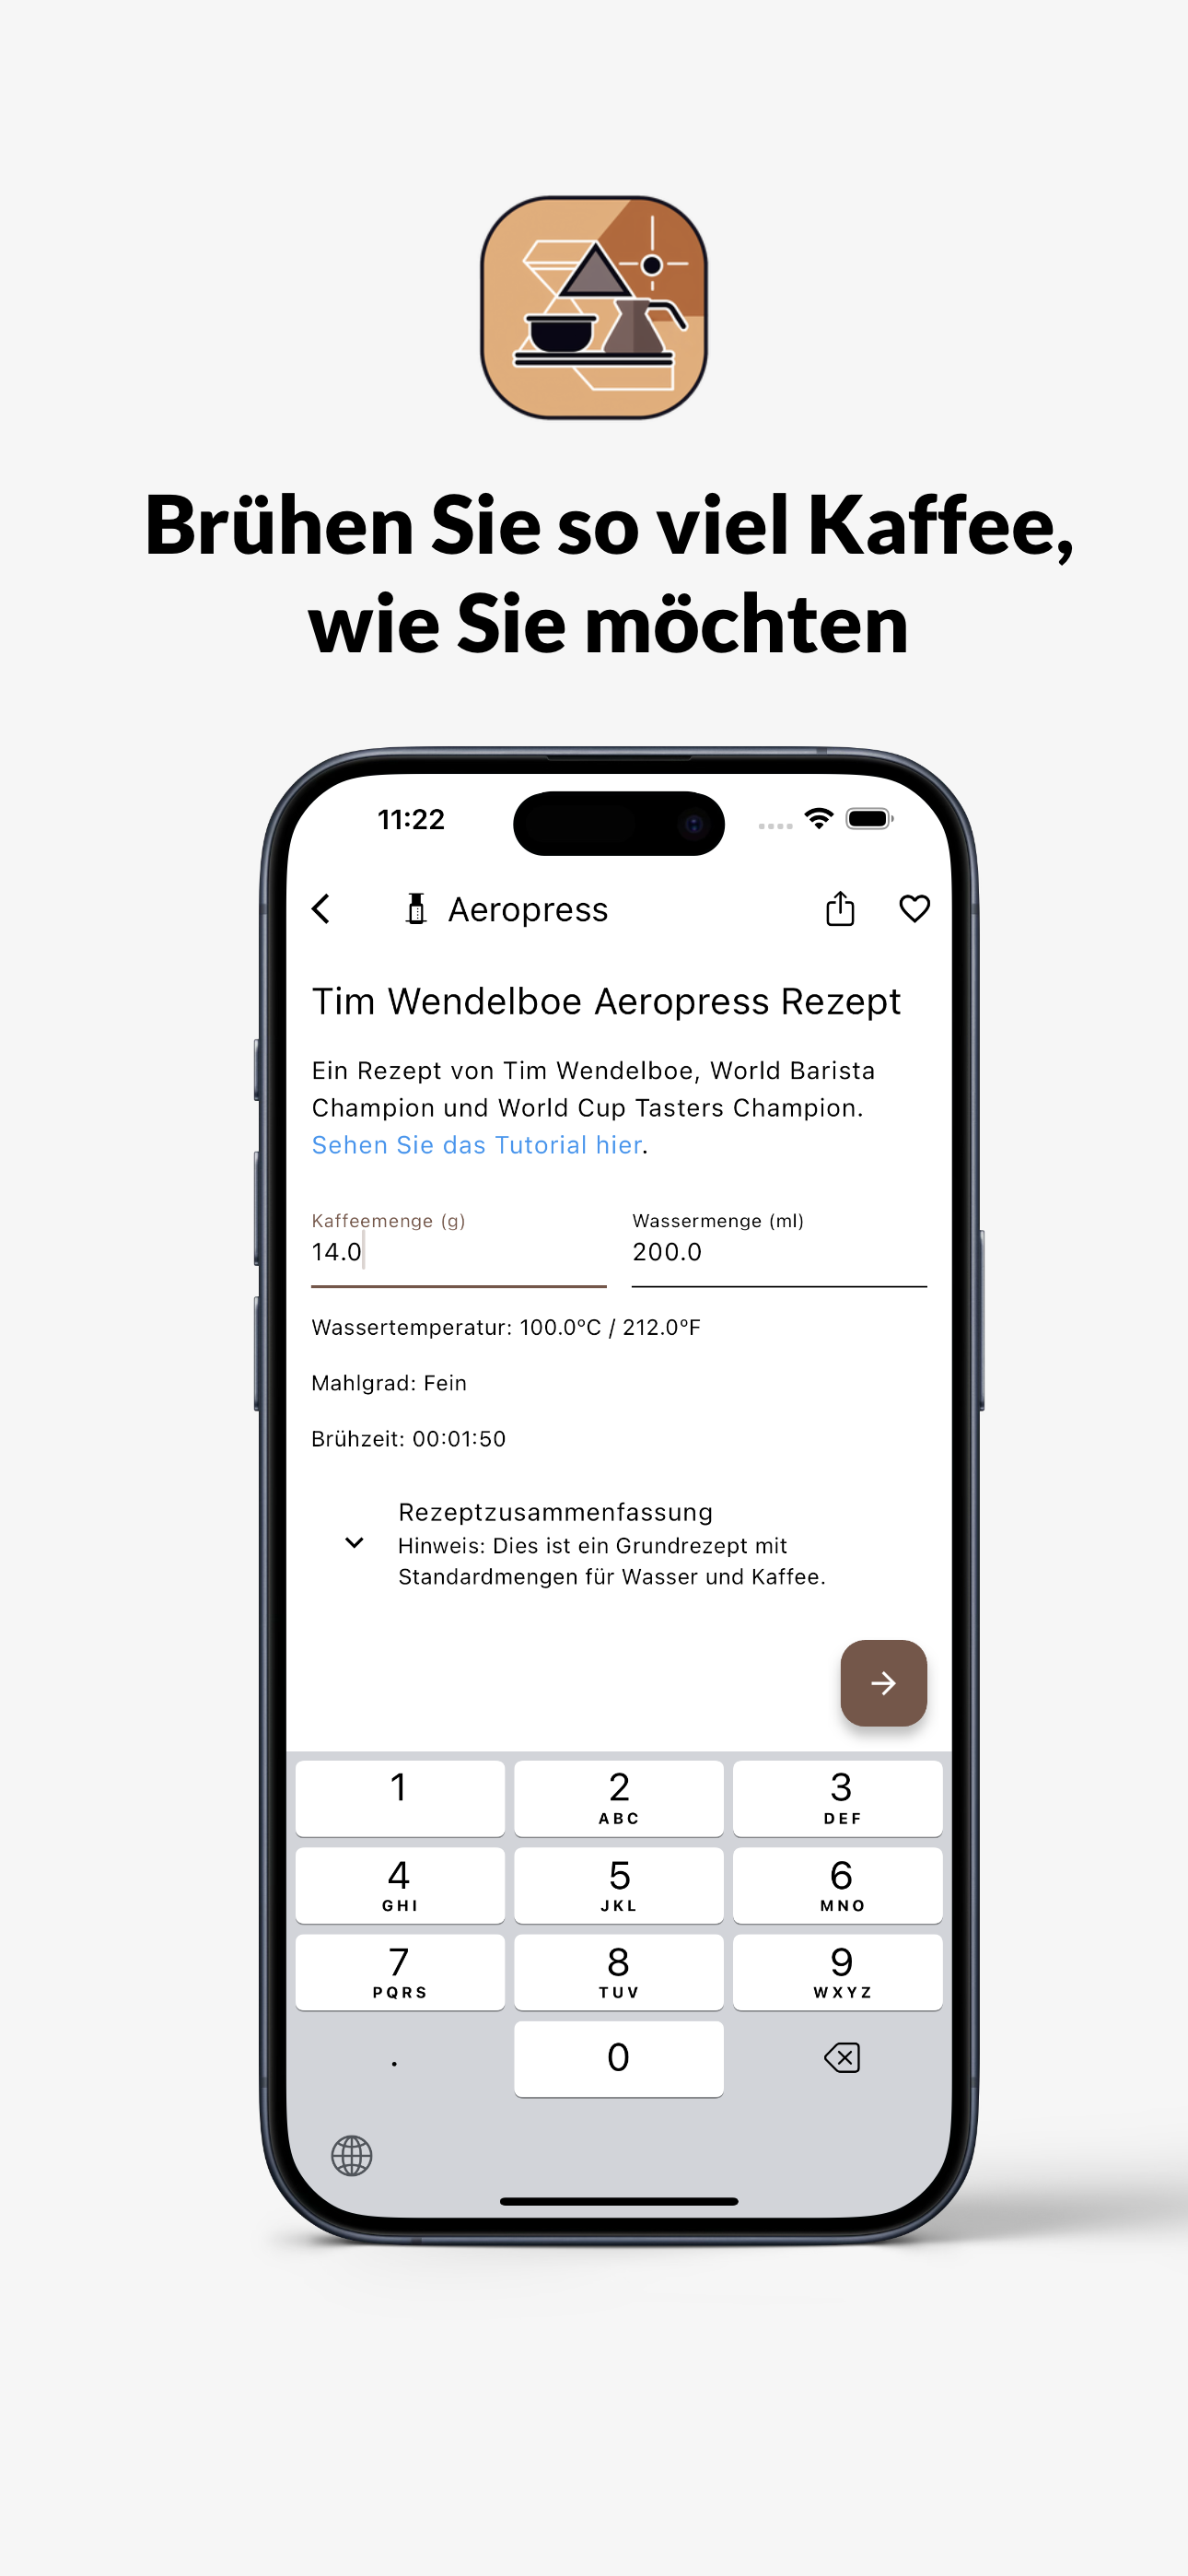 Brühen Sie so viel Kaffee,
wie Sie möchten
11:22
Aeropress
Tim Wendelboe Aeropress Rezept
Ein Rezept von Tim Wendelboe, World Barista
Champion und World Cup Tasters Champion.
Sehen Sie das Tutorial hier.
Kaffeemenge (g) Wassermenge (ml)
14.0 200.0
Wassertemperatur: 100.0ºC / 212.0ºF
Mahlgrad: Fein
Brühzeit: 00:01:50
Rezeptzusammenfassung
Hinweis: Dies ist ein Grundrezept mit
Standardmengen für Wasser und Kaffee.
1 2 3
ABC DEF
4 5 6
GHI JKL MNO
7 8 9
PQRS TUV WXYZ
. 0